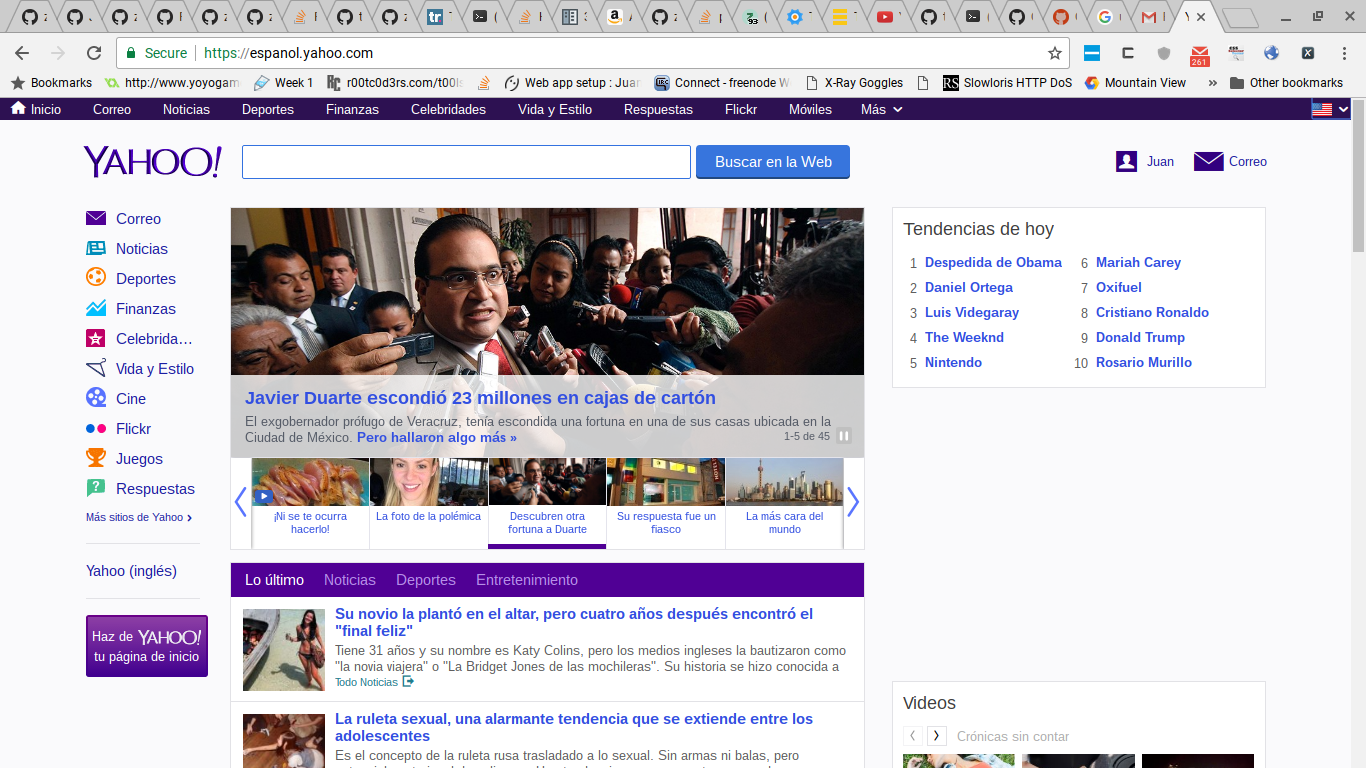 Secure https://espanol.yahoo.com
261
Bookmarks http://www.yoyogam Week 1 r00tc0d3rs.com/t00ls Web app setup : Juan Connect - freenode W X-Ray Goggles Slowloris HTTP DoS Mountain View » Other bookmarks
Inicio Correo Noticias Deportes Finanzas Celebridades Vida y Estilo Respuestas Flickr Móviles Más
YAHOO! Buscar en la Web Juan Correo
Correo
Noticias
Deportes
Finanzas
Celebrida…
Vida y Estilo
Cine
Flickr
Juegos
Respuestas
Más sitios de Yahoo
Yahoo (inglés)
Haz de YAHOO!
tu página de inicio
Javier Duarte escondió 23 millones en cajas de cartón
El exgobernador prófugo de Veracruz, tenía escondida una fortuna en una de sus casas ubicada en la
Ciudad de México. Pero hallaron algo más »
1-5 de 45
¡Ni se te ocurra
hacerlo!
La foto de la polémica
Descubren otra
fortuna a Duarte
Su respuesta fue un
fiasco
La más cara del
mundo
Lo último Noticias Deportes Entretenimiento
Su novio la plantó en el altar, pero cuatro años después encontró el
"final feliz"
Tiene 31 años y su nombre es Katy Colins, pero los medios ingleses la bautizaron como
"la novia viajera" o "La Bridget Jones de las mochileras". Su historia se hizo conocida a
Todo Noticias
La ruleta sexual, una alarmante tendencia que se extiende entre los
adolescentes
Es el concepto de la ruleta rusa trasladado a lo sexual. Sin armas ni balas, pero
Tendencias de hoy
1 Despedida de Obama
2 Daniel Ortega
3 Luis Videgaray
4 The Weeknd
5 Nintendo
6 Mariah Carey
7 Oxifuel
8 Cristiano Ronaldo
9 Donald Trump
10 Rosario Murillo
Videos
Crónicas sin contar